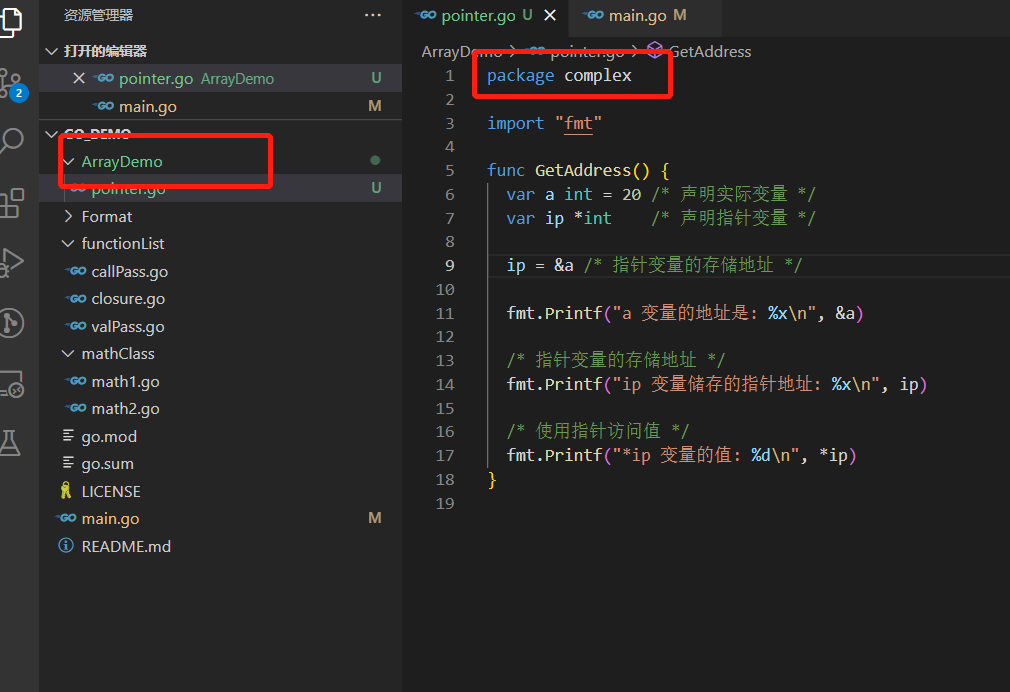 资源管理器
打开的编辑器
pointer.go ArrayDemo U
main.go M
GO_DEMO
ArrayDemo
pointer.go U
Format
functionList
callPass.go
closure.go
valPass.go
mathClass
math1.go
math2.go
go.mod
go.sum
LICENSE
main.go M
README.md
2
pointer.go U
main.go M
ArrayDemo > pointer.go > GetAddress
1 package complex
2
3 import "fmt"
4
5 func GetAddress() {
6 var a int = 20 /* 声明实际变量 */
7 var ip *int /* 声明指针变量 */
8
9 ip = &a /* 指针变量的存储地址 */
10
11 fmt.Printf("a 变量的地址是: %x\n", &a)
12
13 /* 指针变量的存储地址 */
14 fmt.Printf("ip 变量储存的指针地址: %x\n", ip)
15
16 /* 使用指针访问值 */
17 fmt.Printf("*ip 变量的值: %d\n", *ip)
18 }
19